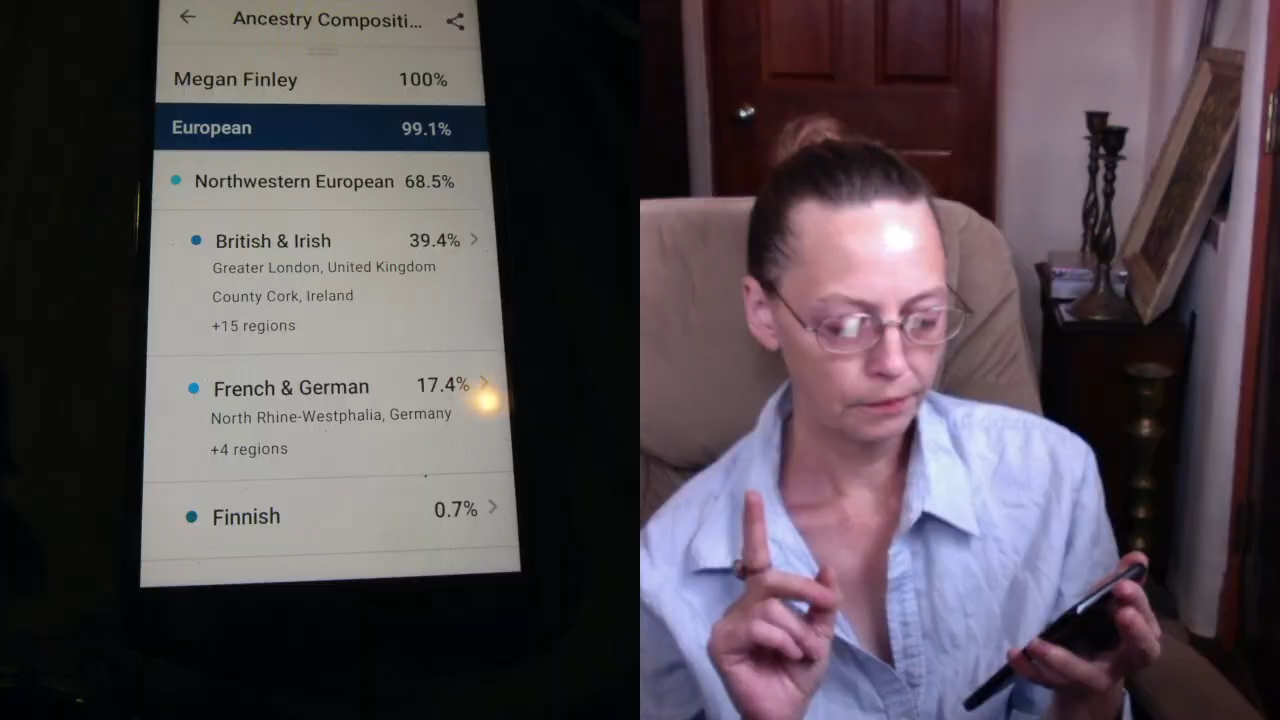 Ancestry Compositi...
Megan Finley 100%
European 99.1%
Northwestern European 68.5%
British & Irish 39.4%
Greater London, United Kingdom
County Cork, Ireland
+15 regions
French & German 17.4%
North Rhine-Westphalia, Germany
+4 regions
Finnish 0.7%